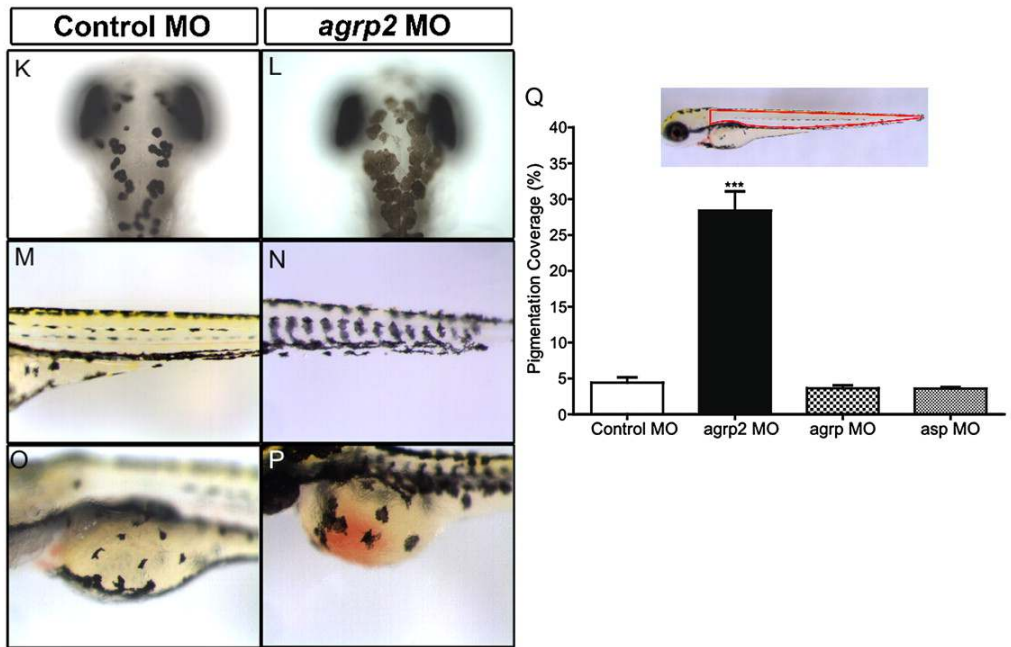 Control MO
agrp2 MO
K
L
M
N
O
P
Q
Pigmentation Coverage (%)
40
35
30
25
20
15
10
5
0
***
Control MO
agrp2 MO
agrp MO
asp MO